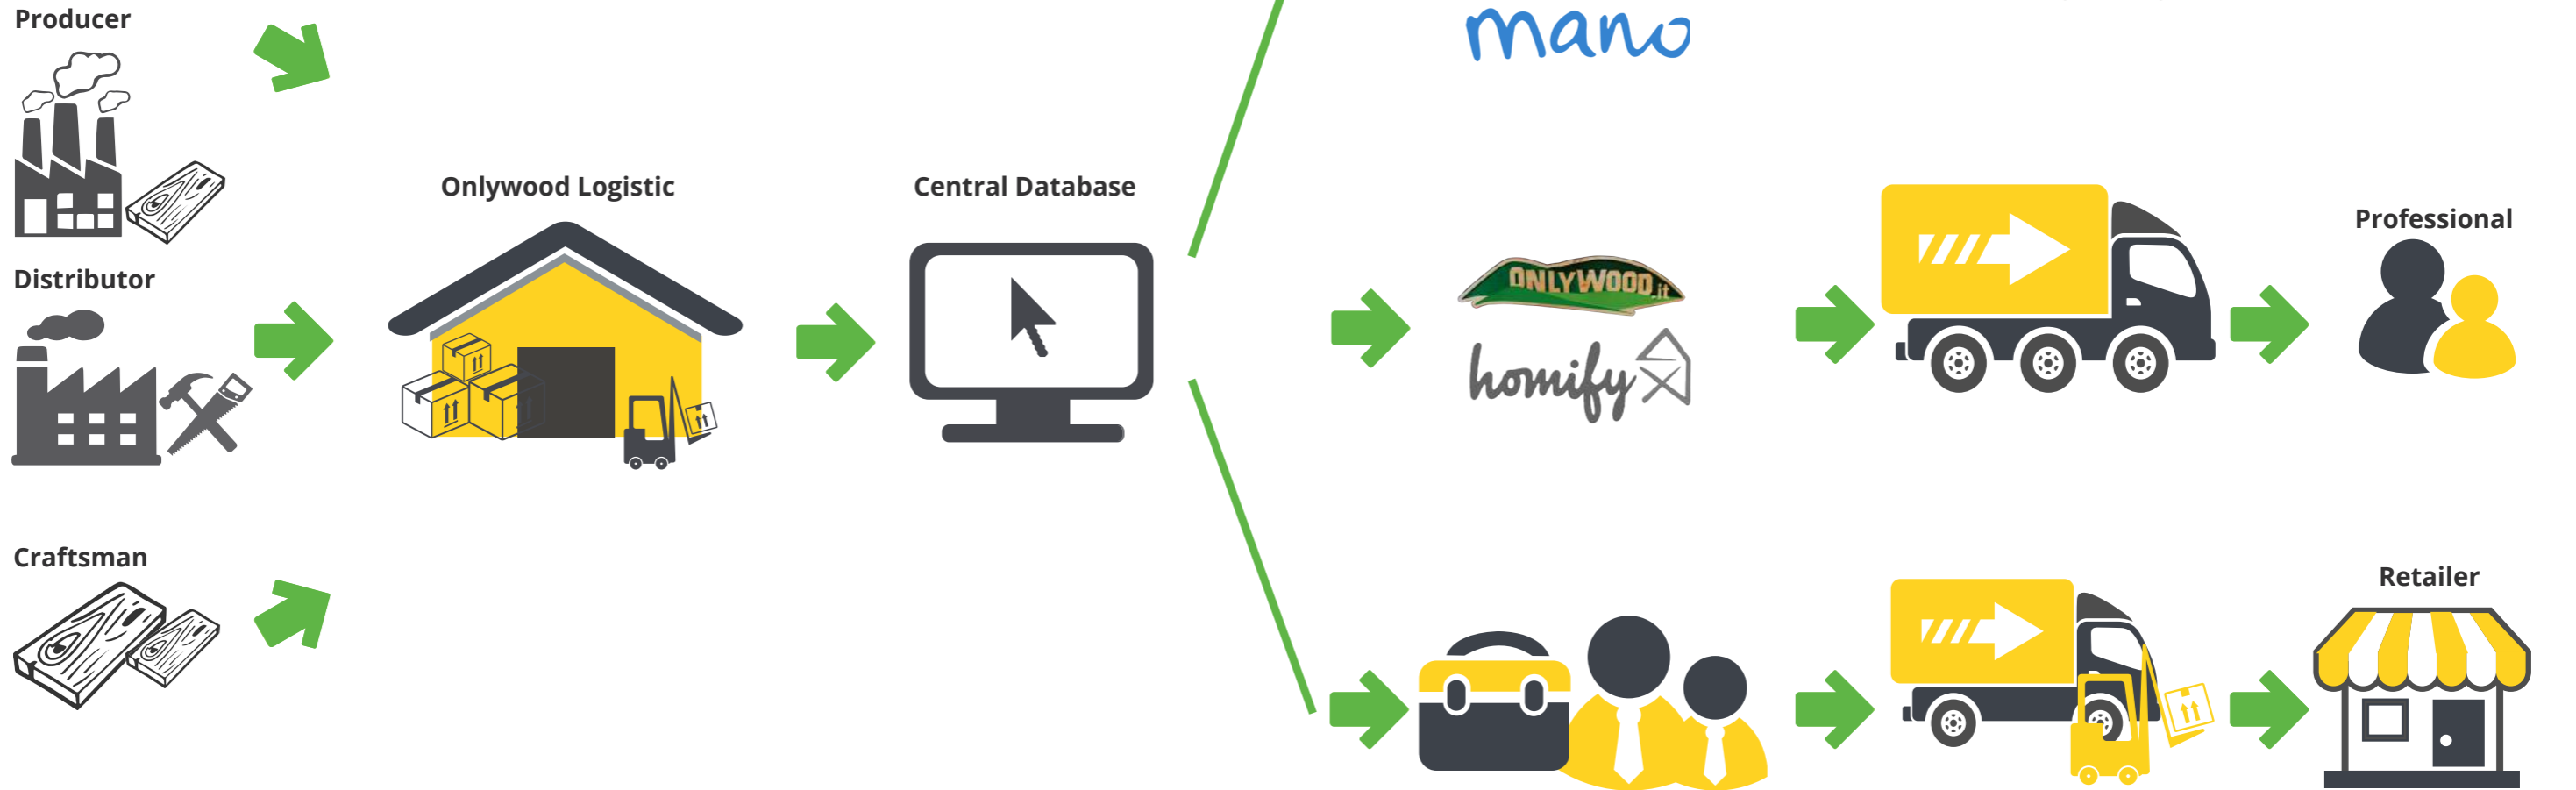 Producer
mano
Onlywood Logistic
Central Database
Professional
Distributor
ONLYWOOD.it
homify
Craftsman
Retailer